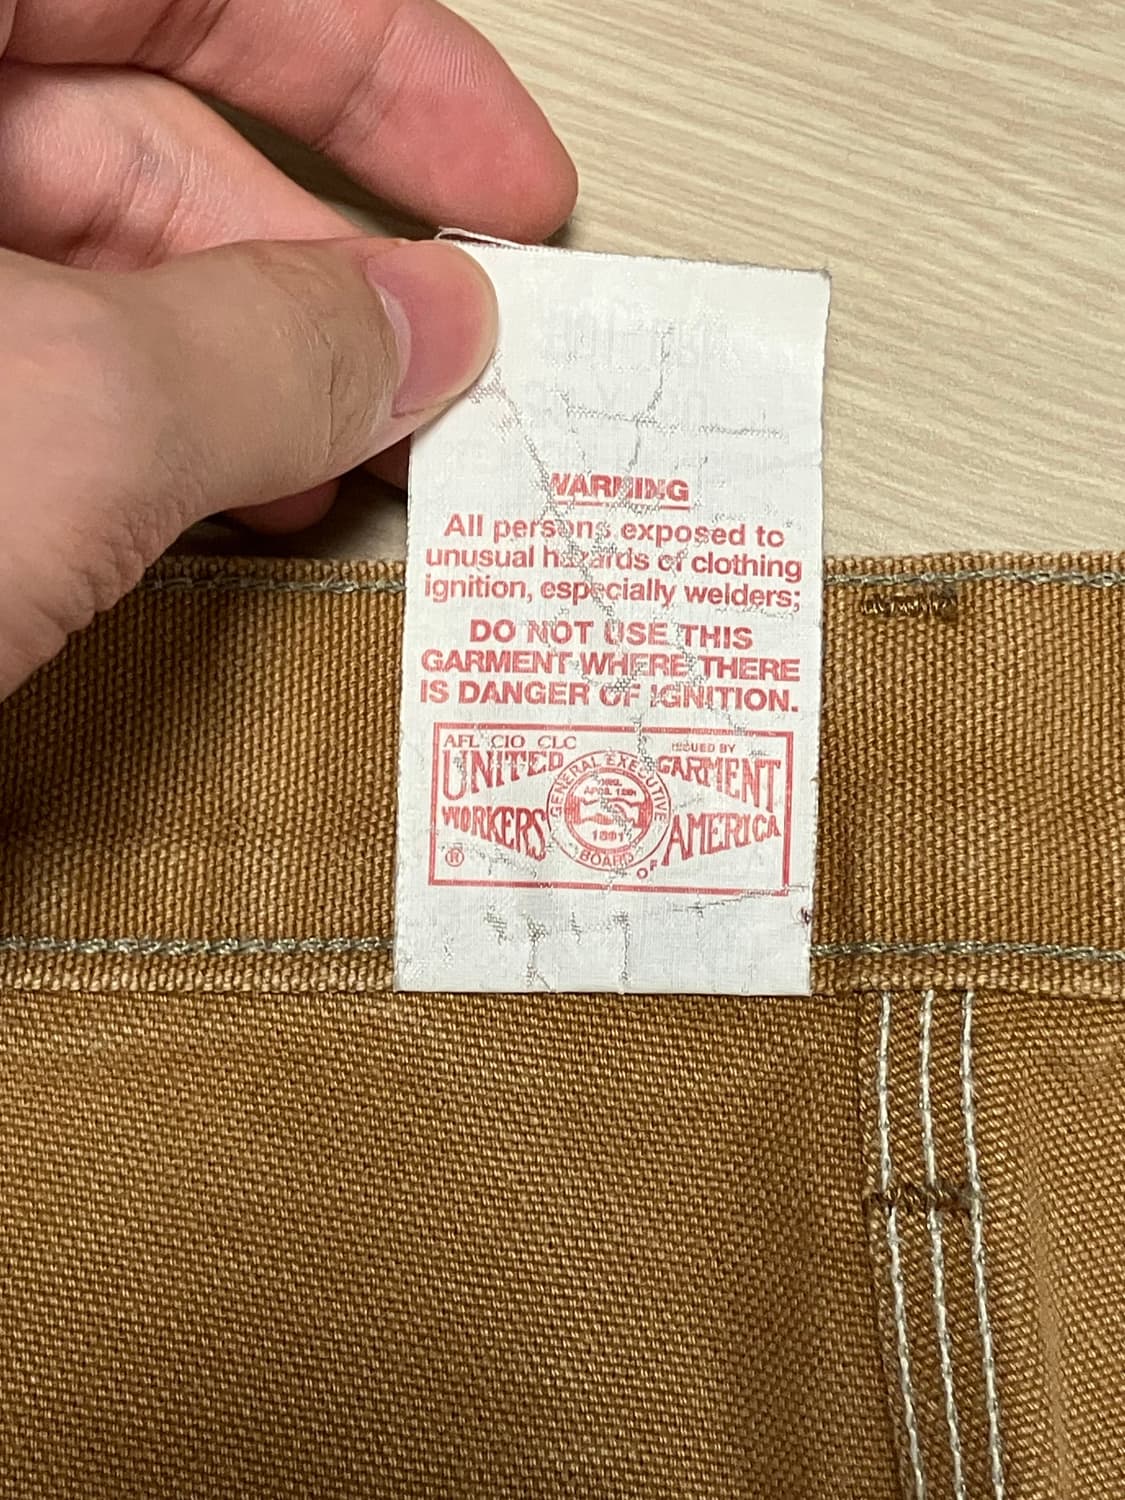 WARNING
All persons exposed to
unusual hazards of clothing
ignition, especially welders;
DO NOT USE THIS
GARMENT WHERE THERE
IS DANGER OF IGNITION.
AFL CIO CLC
ISSUED BY
UNITED
GARMENT
WORKERS
OF
AMERICA
GENERAL EXECUTIVE
BOARD
1891
®